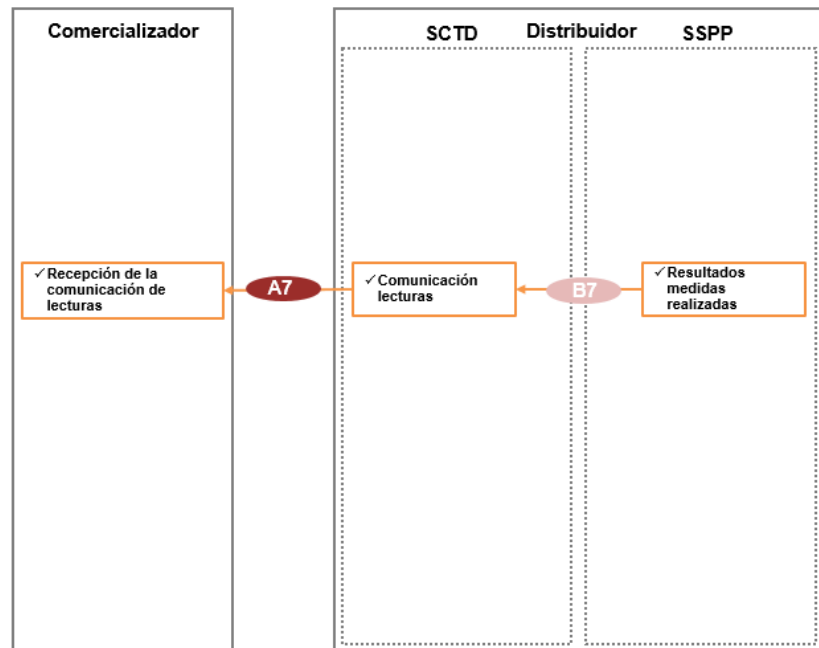 Comercializador
Distribuidor
SCTD
SSPP
✓Recepción de la
comunicación de
lecturas
A7
✓Comunicación
lecturas
B7
✓Resultados
medidas
realizadas